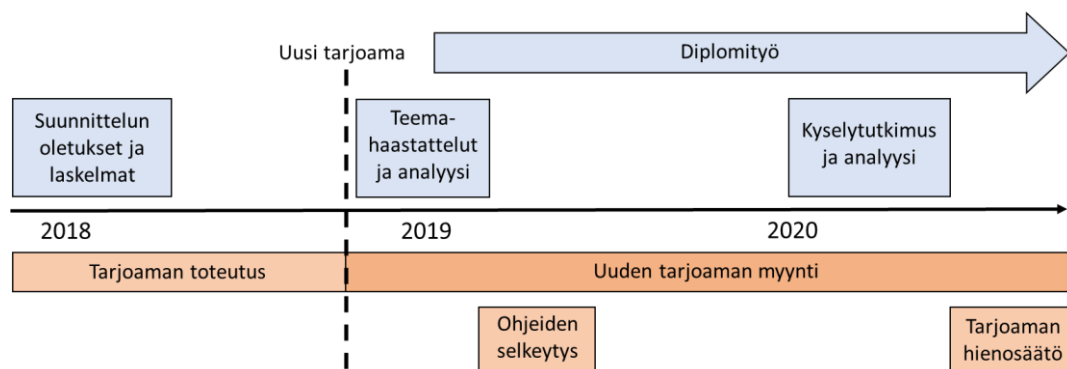 Uusi tarjoama
Diplomityö
Suunnittelun
oletukset ja
laskelmat
Teema-
haastattelut
ja analyysi
Kyselytutkimus
ja analyysi
2018
2019
2020
Tarjoaman toteutus
Uuden tarjoaman myynti
Ohjeiden
selkeytys
Tarjoaman
hienosäätö